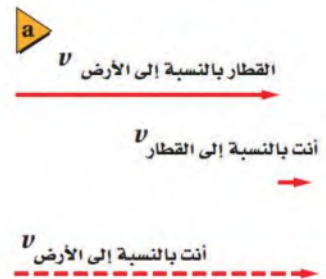 a
v القطار بالنسبة إلى الأرض
v أنت بالنسبة إلى القطار
v أنت بالنسبة إلى الأرض